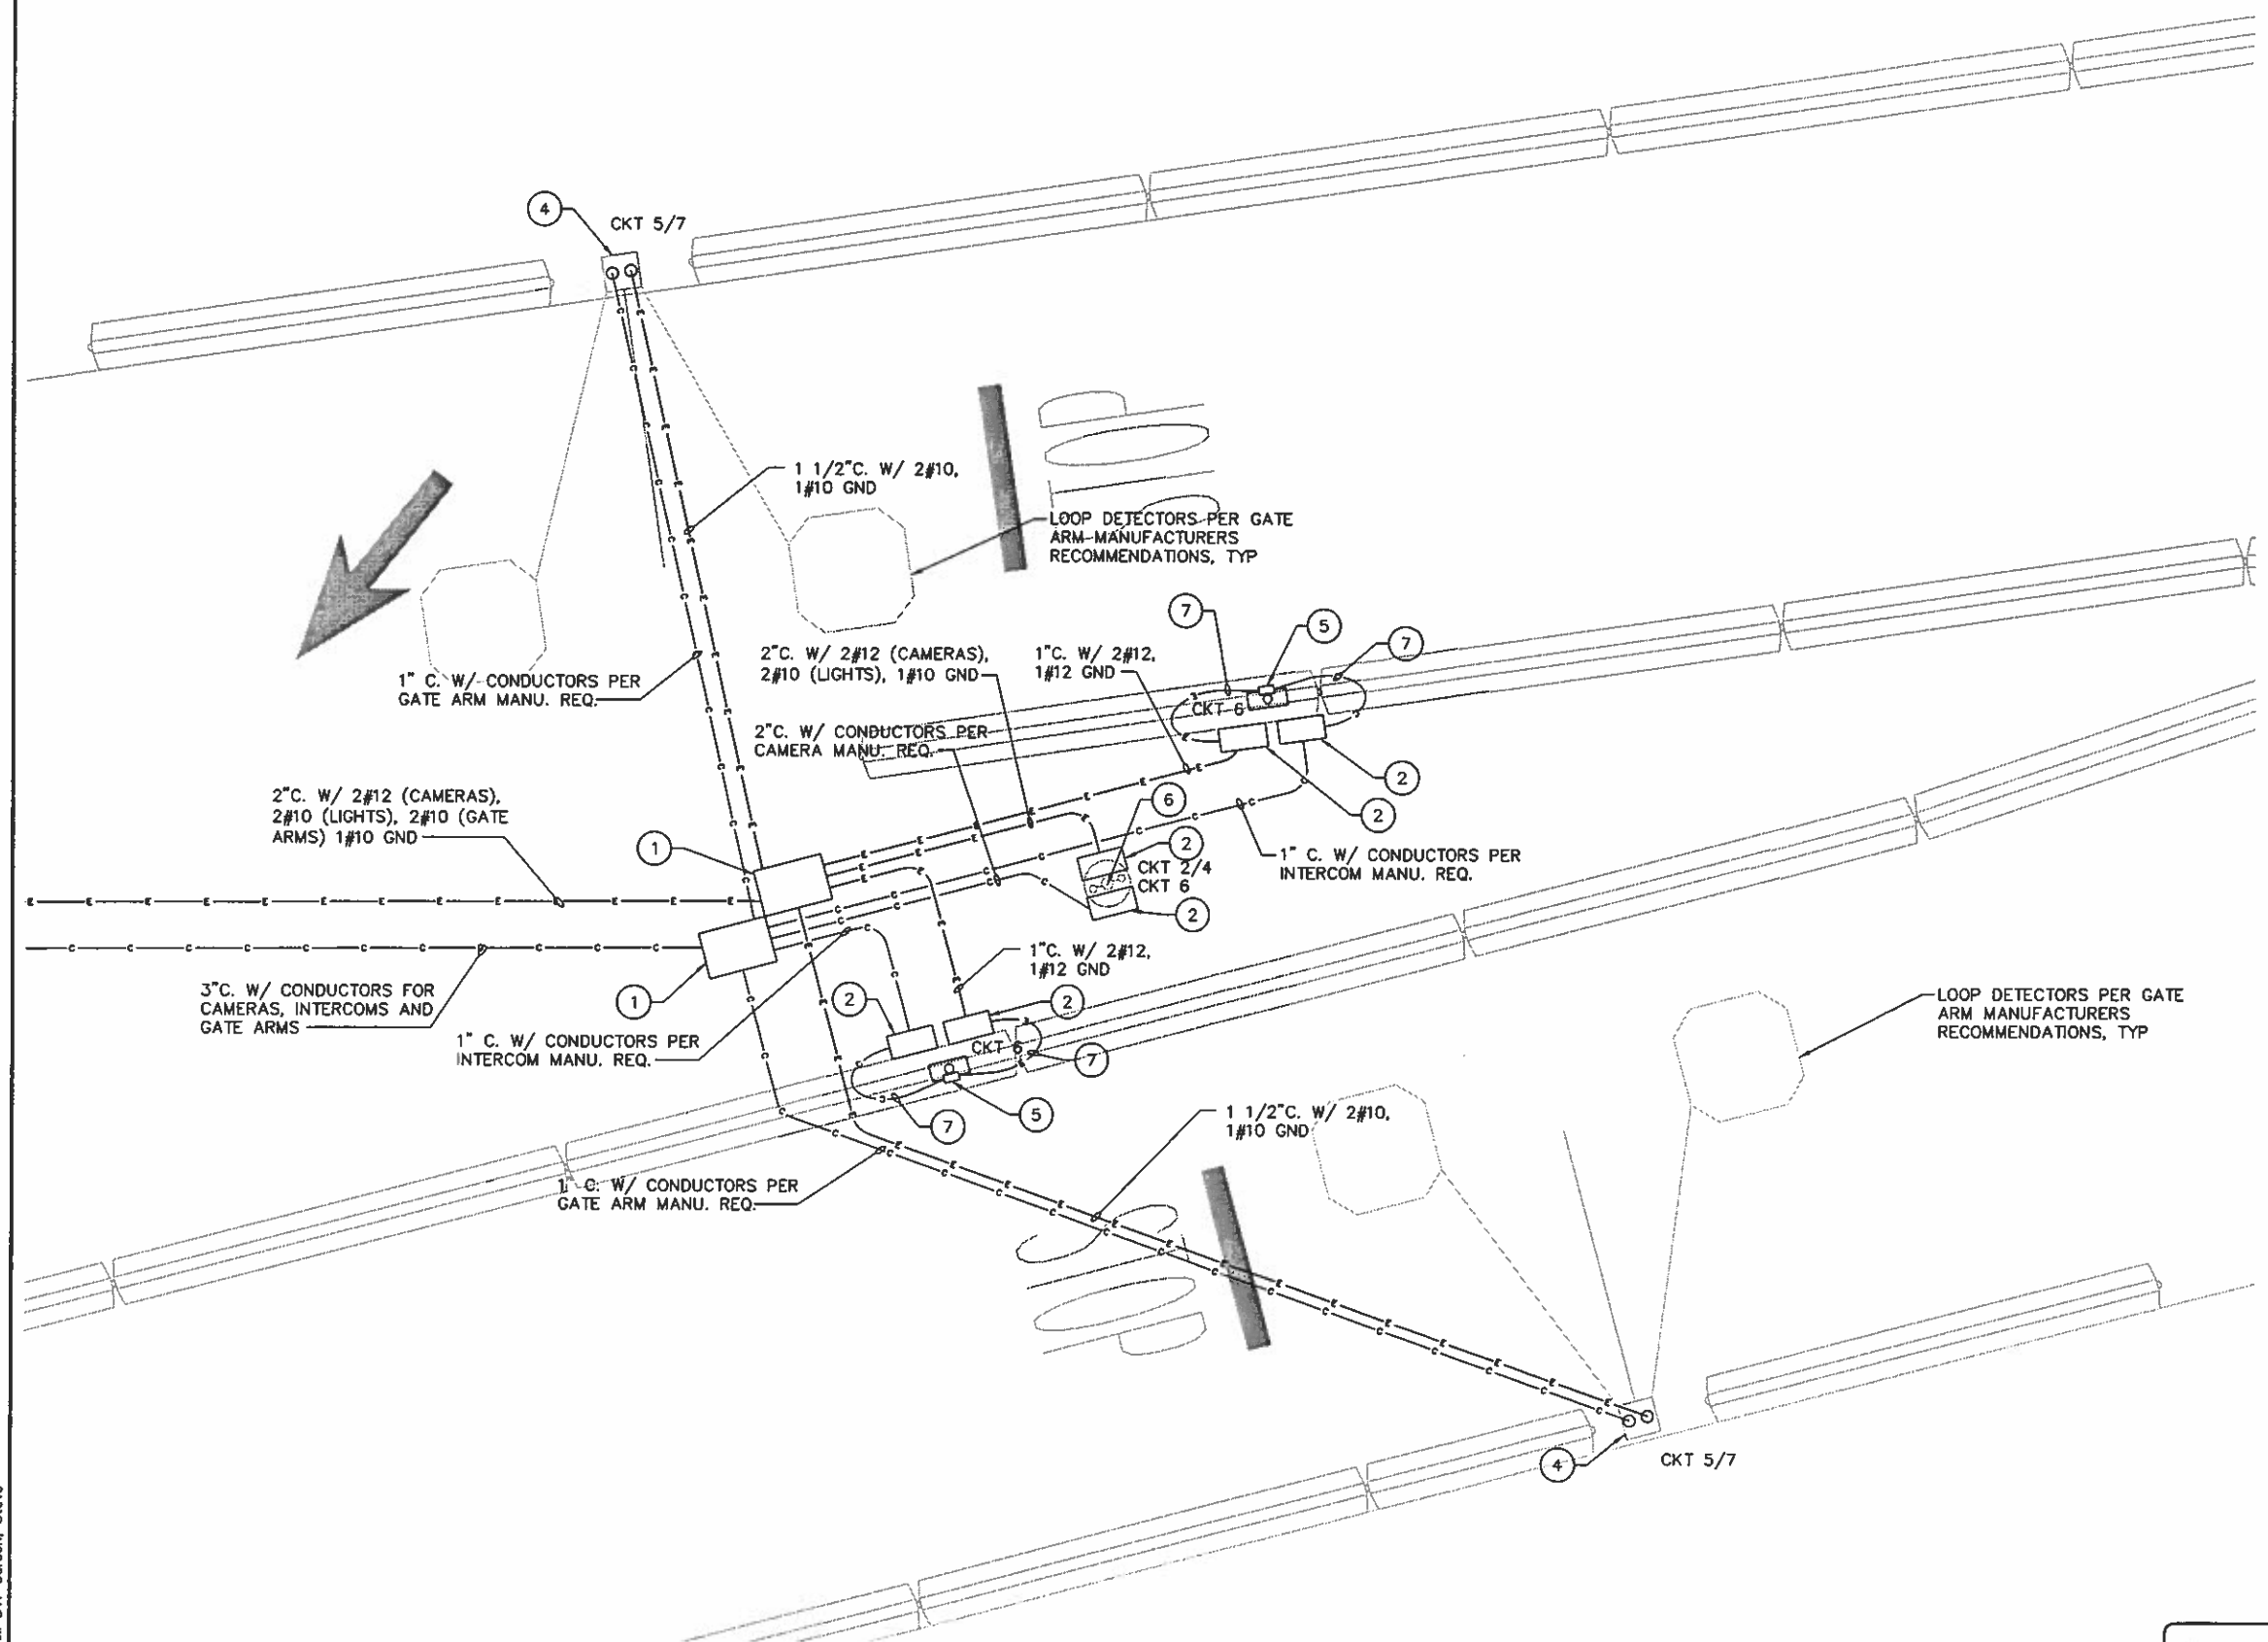 4
CKT 5/7
1 1/2"C. W/ 2#10,
1#10 GND
LOOP DETECTORS PER GATE
ARM MANUFACTURERS
RECOMMENDATIONS, TYP
1" C. W/ CONDUCTORS PER
GATE ARM MANU. REQ.
2"C. W/ 2#12 (CAMERAS),
2#10 (LIGHTS), 1#10 GND
1"C. W/ 2#12,
1#12 GND
7
5
7
CKT 6
2"C. W/ CONDUCTORS PER
CAMERA MANU. REQ.
2
2
6
2"C. W/ 2#12 (CAMERAS),
2#10 (LIGHTS), 2#10 (GATE
ARMS) 1#10 GND
1
2
CKT 2/4
CKT 6
2
1" C. W/ CONDUCTORS PER
INTERCOM MANU. REQ.
1"C. W/ 2#12,
1#12 GND
3"C. W/ CONDUCTORS FOR
CAMERAS, INTERCOMS AND
GATE ARMS
1
2
2
LOOP DETECTORS PER GATE
ARM MANUFACTURERS
RECOMMENDATIONS, TYP
1" C. W/ CONDUCTORS PER
INTERCOM MANU. REQ.
CKT 6
7
5
7
1 1/2"C. W/ 2#10,
1#10 GND
1" C. W/ CONDUCTORS PER
GATE ARM MANU. REQ.
4
CKT 5/7